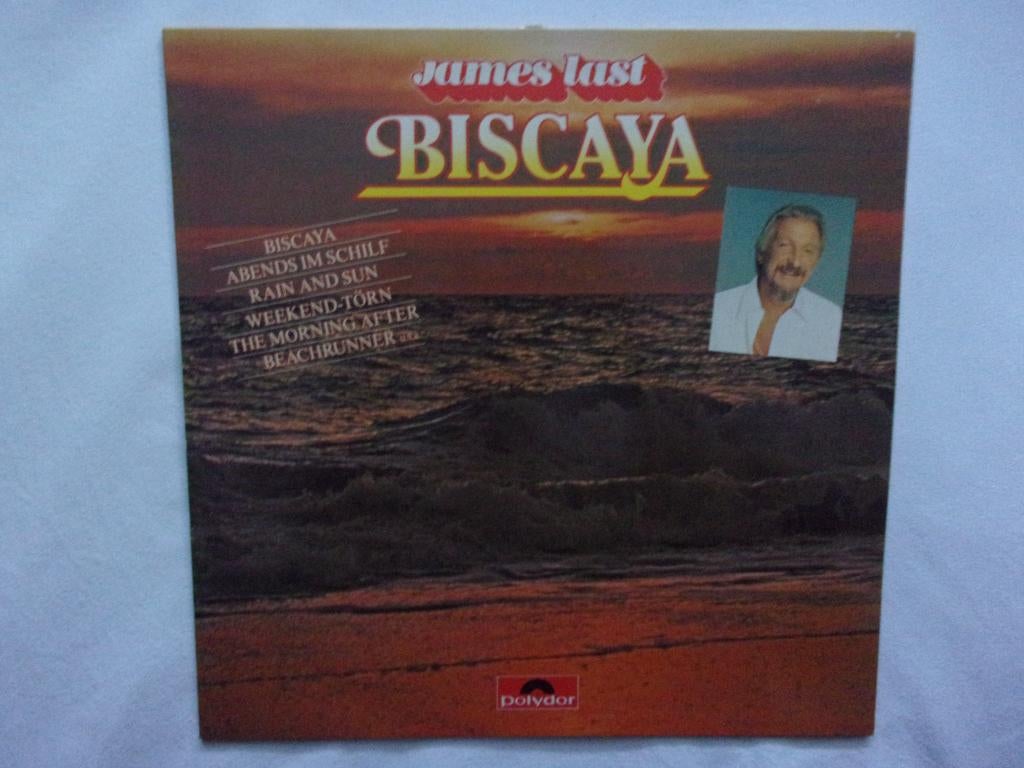 James Last
BISCAYA
BISCAYA
ABENDS IM SCHILF
RAIN AND SUN
WEEKEND-TÖRN
THE MORNING AFTER
BEACHRUNNER u.a.
polydor